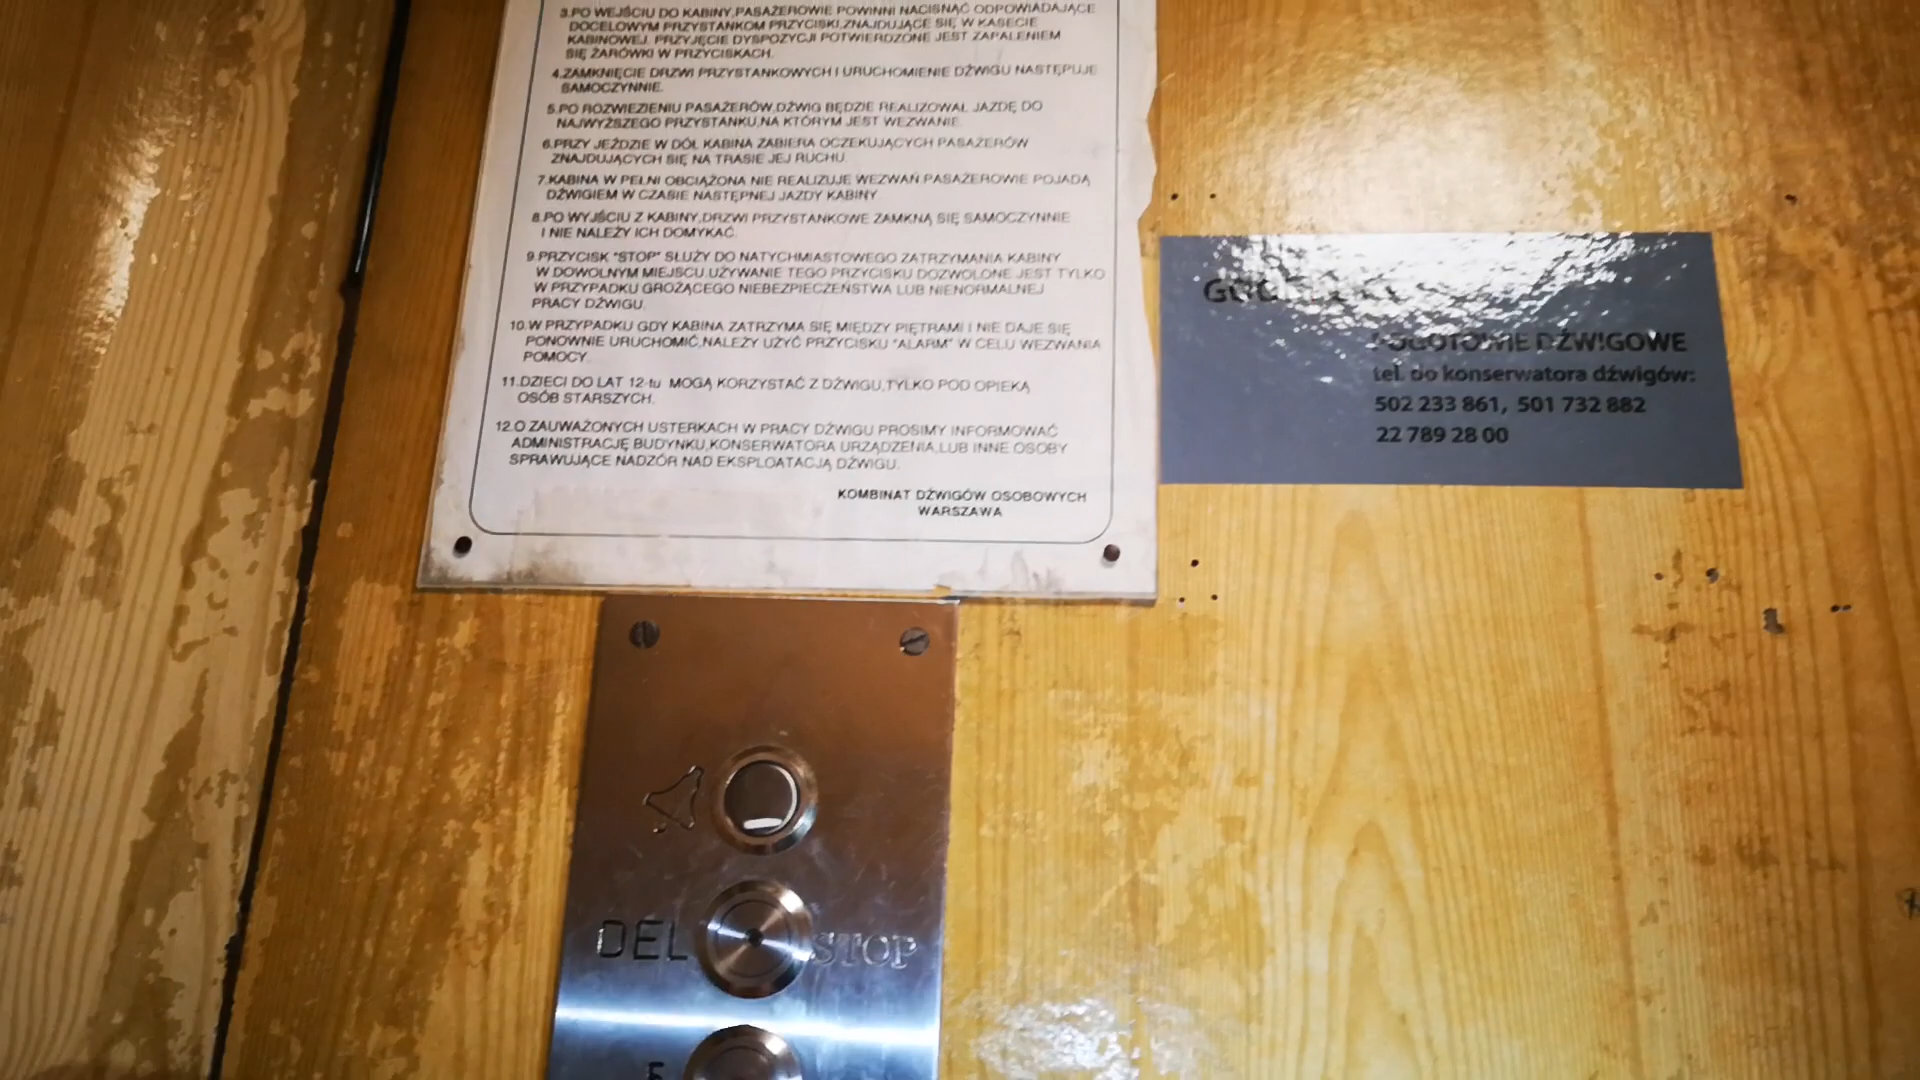 3.PO WEJŚCIU DO KABINY,PASAŻEROWIE POWINNI NACISNĄĆ ODPOWIADAJĄCE
DOCELOWYM PRZYSTANKOM PRZYCISKI,ZNAJDUJĄCE SIĘ W KASECIE
KABINOWEJ. PRZYJĘCIE DYSPOZYCJI POTWIERDZONE JEST ZAPALENIEM
SIĘ ŻARÓWKI W PRZYCISKACH.
4.ZAMKNIĘCIE DRZWI PRZYSTANKOWYCH I URUCHOMIENIE DŹWIGU NASTĘPUJE
SAMOCZYNNIE.
5.PO ROZWIEZIENIU PASAŻERÓW,DŹWIG BĘDZIE REALIZOWAŁ JAZDĘ DO
NAJWYŻSZEGO PRZYSTANKU,NA KTÓRYM JEST WEZWANIE.
6.PRZY JEŹDZIE W DÓŁ KABINA ZABIERA OCZEKUJĄCYCH PASAŻERÓW
ZNAJDUJĄCYCH SIĘ NA TRASIE JEJ RUCHU.
7.KABINA W PEŁNI OBCIĄŻONA NIE REALIZUJE WEZWAŃ.PASAŻEROWIE POJADĄ
DŹWIGIEM W CZASIE NASTĘPNEJ JAZDY KABINY.
8.PO WYJŚCIU Z KABINY,DRZWI PRZYSTANKOWE ZAMKNĄ SIĘ SAMOCZYNNIE
I NIE NALEŻY ICH DOMYKAĆ.
9.PRZYCISK "STOP" SŁUŻY DO NATYCHMIASTOWEGO ZATRZYMANIA KABINY
W DOWOLNYM MIEJSCU.UŻYWANIE TEGO PRZYCISKU DOZWOLONE JEST TYLKO
W PRZYPADKU GROŻĄCEGO NIEBEZPIECZEŃSTWA LUB NIENORMALNEJ
PRACY DŹWIGU.
10.W PRZYPADKU GDY KABINA ZATRZYMA SIĘ MIĘDZY PIĘTRAMI I NIE DAJE SIĘ
PONOWNIE URUCHOMIĆ,NALEŻY UŻYĆ PRZYCISKU "ALARM" W CELU WEZWANIA
POMOCY.
11.DZIECI DO LAT 12-tu MOGĄ KORZYSTAĆ Z DŹWIGU,TYLKO POD OPIEKĄ
OSÓB STARSZYCH.
12.O ZAUWAŻONYCH USTERKACH W PRACY DŹWIGU PROSIMY INFORMOWAĆ
ADMINISTRACJĘ BUDYNKU,KONSERWATORA URZĄDZENIA,LUB INNE OSOBY
SPRAWUJĄCE NADZÓR NAD EKSPLOATACJĄ DŹWIGU.
KOMBINAT DŹWIGÓW OSOBOWYCH
WARSZAWA
POGOTOWIE DŹWIGOWE
tel. do konserwatora dźwigów:
502 233 861, 501 732 882
22 789 28 00
DEL STOP